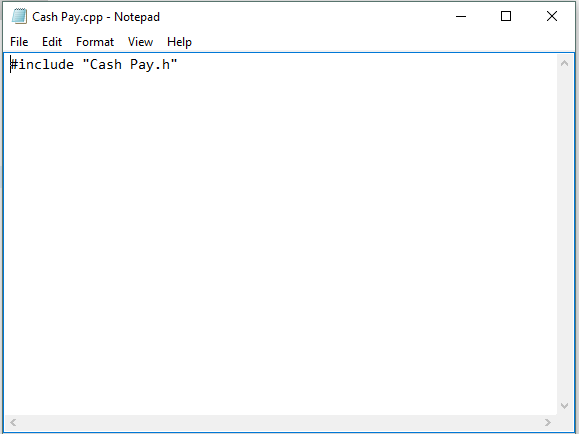 Cash Pay.cpp - Notepad
File Edit Format View Help
#include "Cash Pay.h"